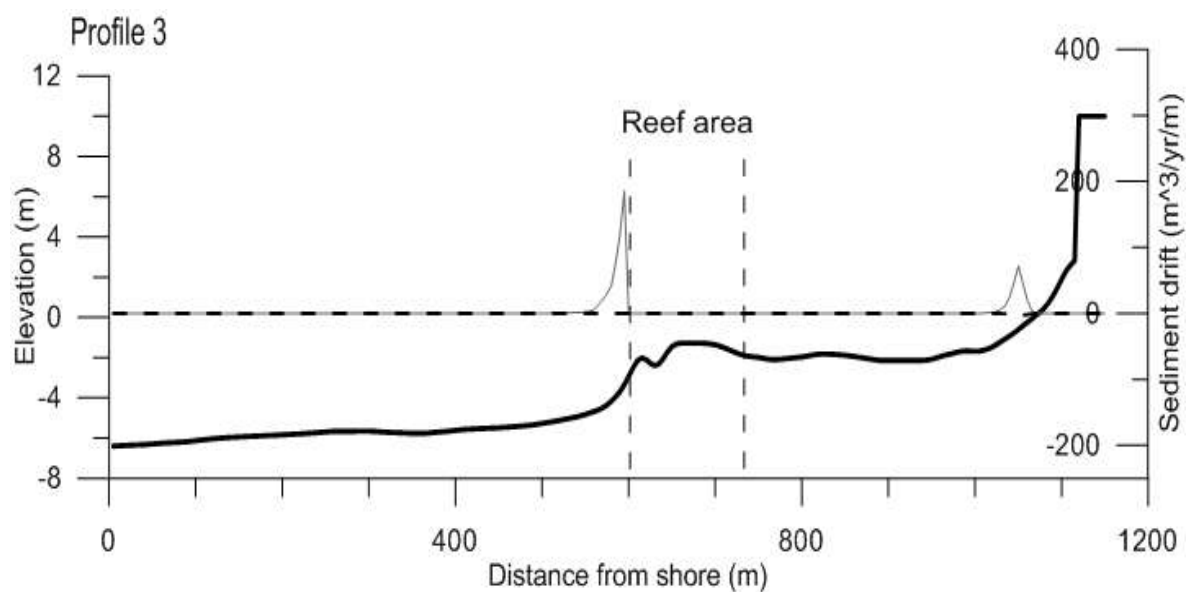 Profile 3
400
12
Reef area
8
200
4
0
0
-4
-200
-8
Elevation (m)
Sediment drift (m^3/yr/m)
0
400
800
1200
Distance from shore (m)